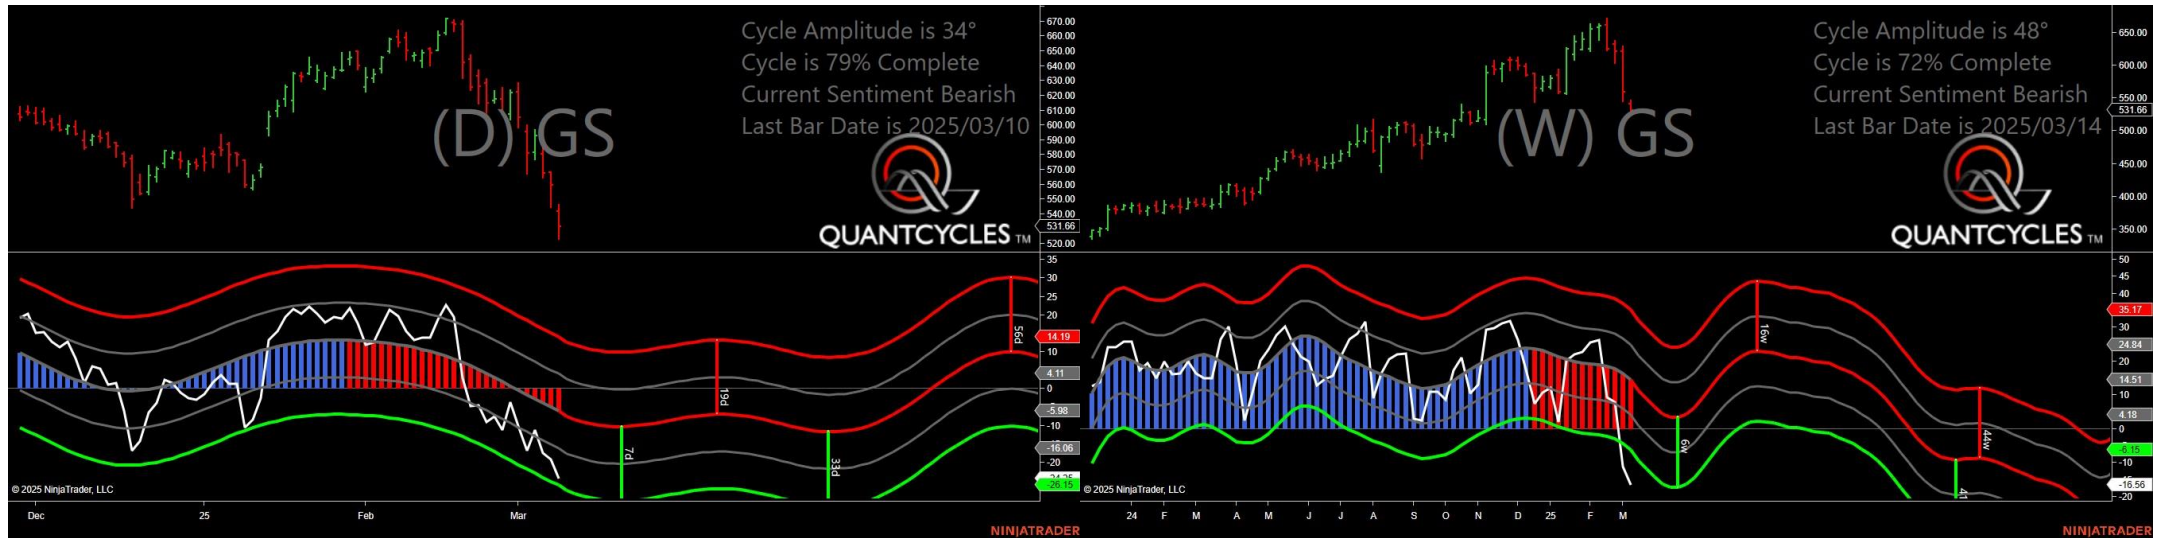 Cycle Amplitude is 34°
Cycle is 79% Complete
Current Sentiment Bearish
Last Bar Date is 2025/03/10
(D) GS
QUANTCYCLES TM
670.00
660.00
650.00
640.00
630.00
620.00
610.00
600.00
590.00
580.00
570.00
560.00
550.00
540.00
531.66
520.00
35
30
25
20
14.19
10
4.11
0
-5.98
-10
-16.06
-20
-26.15
7d
19d
33d
56d
© 2025 NinjaTrader, LLC
Dec
25
Feb
Mar
NINJATRADER
Cycle Amplitude is 48°
Cycle is 72% Complete
Current Sentiment Bearish
Last Bar Date is 2025/03/14
(W) GS
QUANTCYCLES TM
650.00
600.00
550.00
531.66
500.00
450.00
400.00
350.00
50
45
40
35.17
30
24.84
20
14.51
10
4.18
0
-6.15
-10
-16.56
-20
6w
16w
44w
© 2025 NinjaTrader, LLC
24
F
M
A
M
J
J
A
S
O
N
D
25
F
M
NINJATRADER